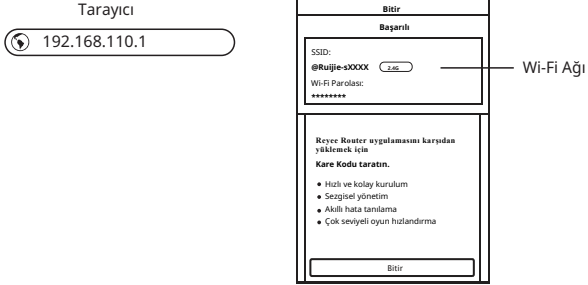 Tarayıcı
192.168.110.1
Bitir
Başarılı
SSID:
@Ruijie-sXXXX 2.4G
Wi-Fi Parolası:
********
Wi-Fi Ağı
Reyee Router uygulamasını karşıdan
yüklemek için
Kare Kodu taratın.
● Hızlı ve kolay kurulum
● Sezgisel yönetim
● Akıllı hata tanılama
● Çok seviyeli oyun hızlandırma
Bitir